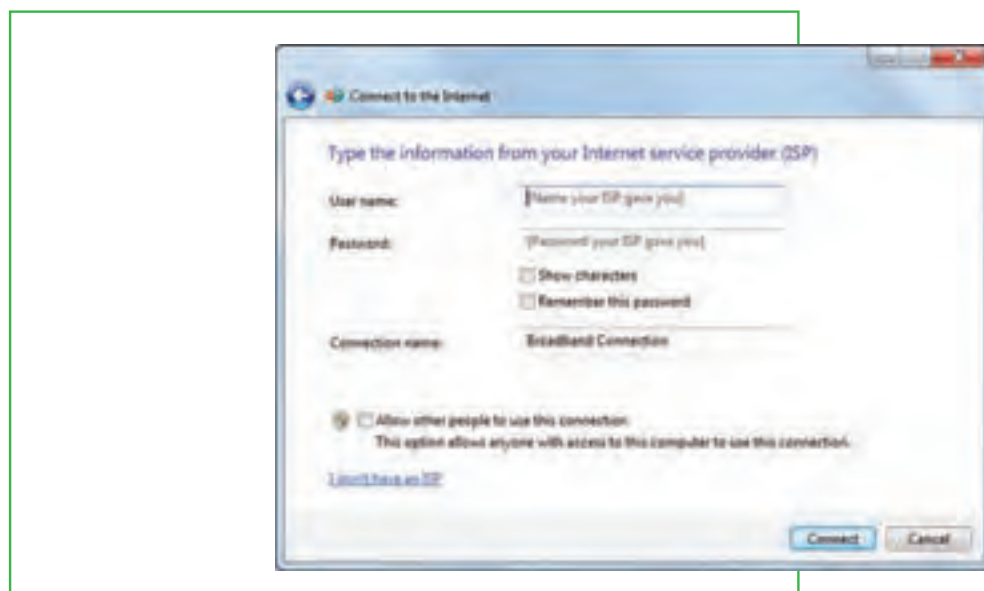 Connect to the Internet
Type the information from your Internet service provider (ISP)
User name: [Name your ISP gave you]
Password: [Password your ISP gave you]
Show characters
Remember this password
Connection name: Broadband Connection
Allow other people to use this connection
This option allows anyone with access to this computer to use this connection.
I don't have an ISP
Connect Cancel